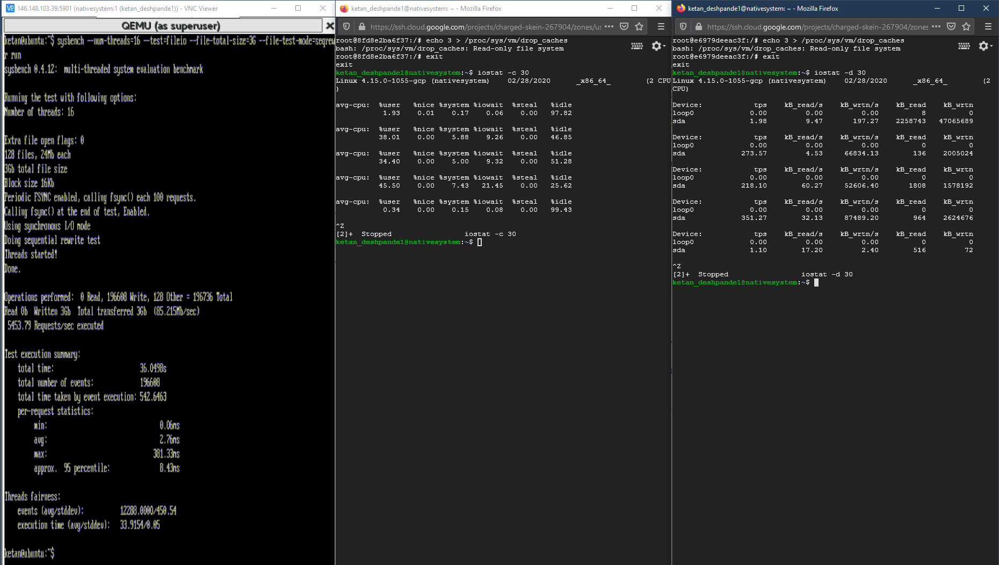 146.148.103.39:5901 (nativesystem:1 (ketan_deshpande1)) - VNC Viewer
QEMU (as superuser)
ketan@ubuntu:~$ sysbench --num-threads=16 --test=fileio --file-total-size=3G --file-test-mode=seqrew
r run
sysbench 0.4.12:  multi-threaded system evaluation benchmark
Running the test with following options:
Number of threads: 16
Extra file open flags: 0
128 files, 24Mb each
3Gb total file size
Block size 16Kb
Periodic FSYNC enabled, calling fsync() each 100 requests.
Calling fsync() at the end of test, Enabled.
Using synchronous I/O mode
Doing sequential rewrite test
Threads started!
Done.
Operations performed:  0 Read, 196608 Write, 128 Other = 196736 Total
Read 0b  Written 3Gb  Total transferred 3Gb  (85.215Mb/sec)
5453.79 Requests/sec executed
Test execution summary:
total time: 36.0498s
total number of events: 196608
total time taken by event execution: 542.6463
per-request statistics:
min: 0.06ms
avg: 2.76ms
max: 381.33ms
approx.  95 percentile: 8.43ms
Threads fairness:
events (avg/stddev): 12288.0000/450.54
execution time (avg/stddev): 33.9154/0.05
ketan@ubuntu:~$
ketan_deshpande1@nativesystem: ~ - Mozilla Firefox
https://ssh.cloud.google.com/projects/charged-skein-267904/zones/us
root@8fd8e2ba6f37:/# echo 3 > /proc/sys/vm/drop_caches
bash: /proc/sys/vm/drop_caches: Read-only file system
root@8fd8e2ba6f37:/# exit
exit
ketan_deshpande1@nativesystem:~$ iostat -c 30
Linux 4.15.0-1055-gcp (nativesystem) 02/28/2020 _x86_64_ (2 CPU
)
avg-cpu: %user %nice %system %iowait %steal %idle
1.93 0.01 0.17 0.06 0.00 97.82
avg-cpu: %user %nice %system %iowait %steal %idle
38.01 0.00 5.88 9.26 0.00 46.85
avg-cpu: %user %nice %system %iowait %steal %idle
34.40 0.00 5.00 9.32 0.00 51.28
avg-cpu: %user %nice %system %iowait %steal %idle
45.50 0.00 7.43 21.45 0.00 25.62
avg-cpu: %user %nice %system %iowait %steal %idle
0.34 0.00 0.15 0.08 0.00 99.43
^Z
[2]+ Stopped iostat -c 30
ketan_deshpande1@nativesystem:~$
ketan_deshpande1@nativesystem: ~ - Mozilla Firefox
https://ssh.cloud.google.com/projects/charged-skein-267904/zones
root@e6979deeac3f:/# echo 3 > /proc/sys/vm/drop_caches
bash: /proc/sys/vm/drop_caches: Read-only file system
root@e6979deeac3f:/# exit
exit
ketan_deshpande1@nativesystem:~$ iostat -d 30
Linux 4.15.0-1055-gcp (nativesystem) 02/28/2020 _x86_64_ (2
CPU)
Device: tps kB_read/s kB_wrtn/s kB_read kB_wrtn
loop0 0.00 0.00 0.00 8 0
sda 1.98 9.47 197.27 2258743 47065689
Device: tps kB_read/s kB_wrtn/s kB_read kB_wrtn
loop0 0.00 0.00 0.00 0 0
sda 273.57 4.53 66834.13 136 2005024
Device: tps kB_read/s kB_wrtn/s kB_read kB_wrtn
loop0 0.00 0.00 0.00 0 0
sda 218.10 60.27 52606.40 1808 1578192
Device: tps kB_read/s kB_wrtn/s kB_read kB_wrtn
loop0 0.00 0.00 0.00 0 0
sda 351.27 32.13 87489.20 964 2624676
Device: tps kB_read/s kB_wrtn/s kB_read kB_wrtn
loop0 0.00 0.00 0.00 0 0
sda 1.10 17.20 2.40 516 72
^Z
[2]+ Stopped iostat -d 30
ketan_deshpande1@nativesystem:~$